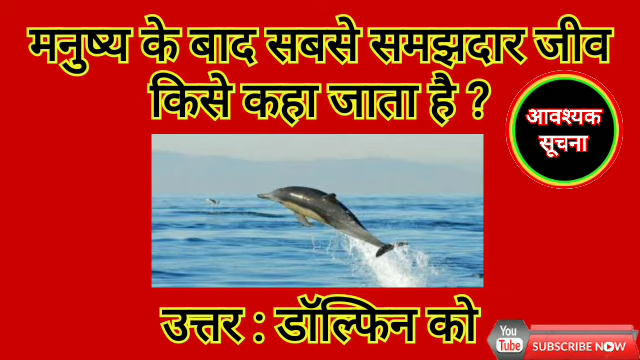 मनुष्य के बाद सबसे समझदार जीव
किसे कहा जाता है ?
आवश्यक
सूचना
उत्तर : डॉल्फिन को
You
Tube
SUBSCRIBE NOW